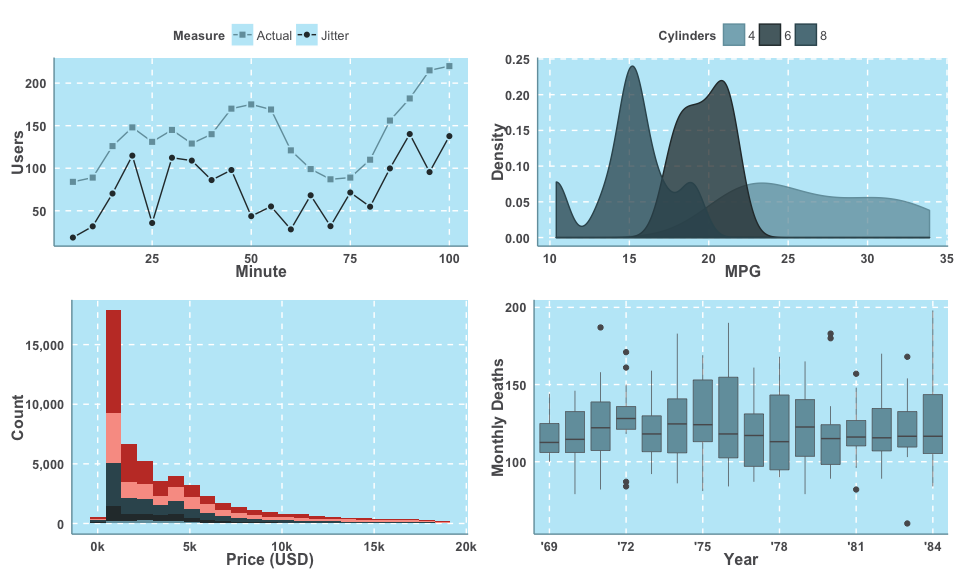 Measure Actual Jitter
200
150
100
50
Users
25 50 75 100
Minute
Cylinders 4 6 8
0.25
0.20
0.15
0.10
0.05
0.00
Density
10 15 20 25 30 35
MPG
15,000
10,000
5,000
0
Count
0k 5k 10k 15k 20k
Price (USD)
200
150
100
Monthly Deaths
'69 '72 '75 '78 '81 '84
Year